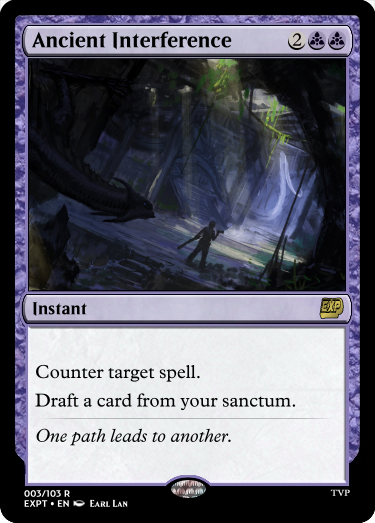 Ancient Interference 2
Instant EXP
Counter target spell.
Draft a card from your sanctum.
One path leads to another.
003/103 R
EXPT • EN Earl Lan TVP